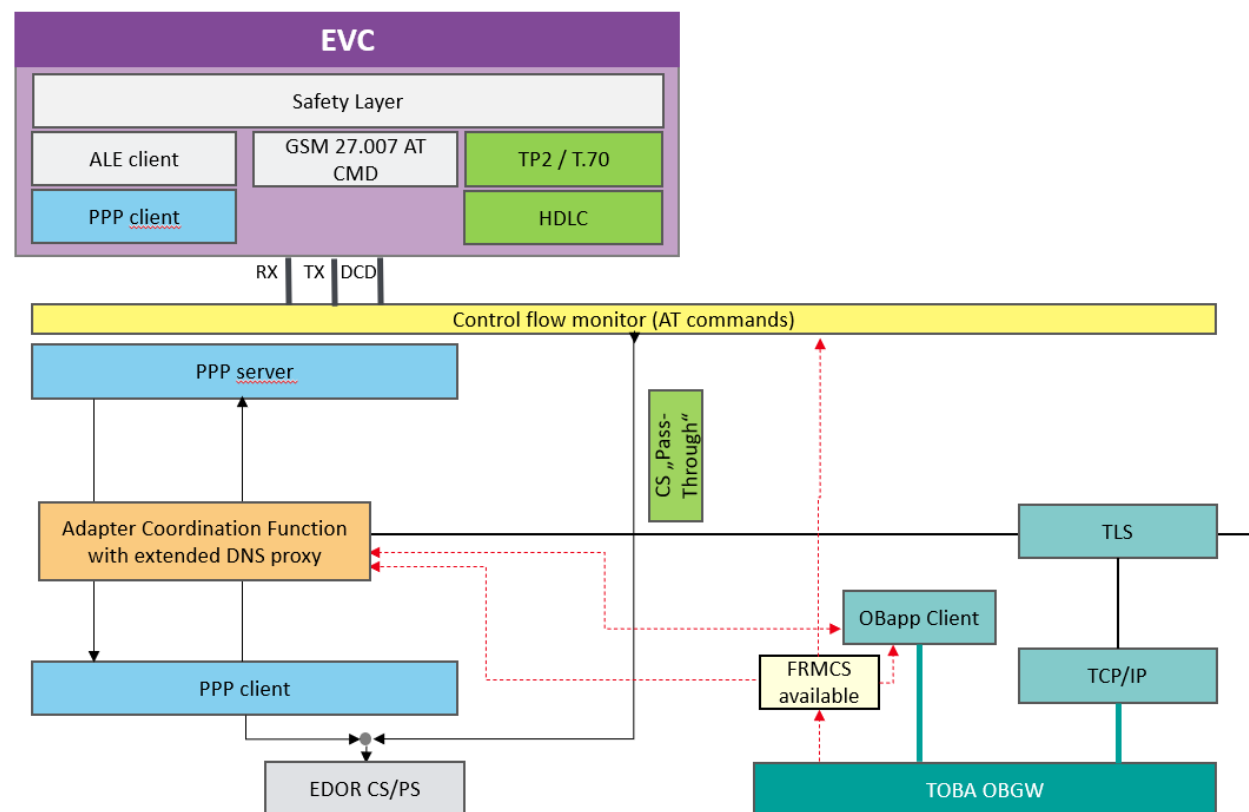 EVC
Safety Layer
ALE client
GSM 27.007 AT
CMD
TP2 / T.70
PPP client
HDLC
RX
TX
DCD
Control flow monitor (AT commands)
PPP server
CS „Pass-
Through“
Adapter Coordination Function
with extended DNS proxy
TLS
OBapp Client
FRMCS
available
TCP/IP
PPP client
EDOR CS/PS
TOBA OBGW